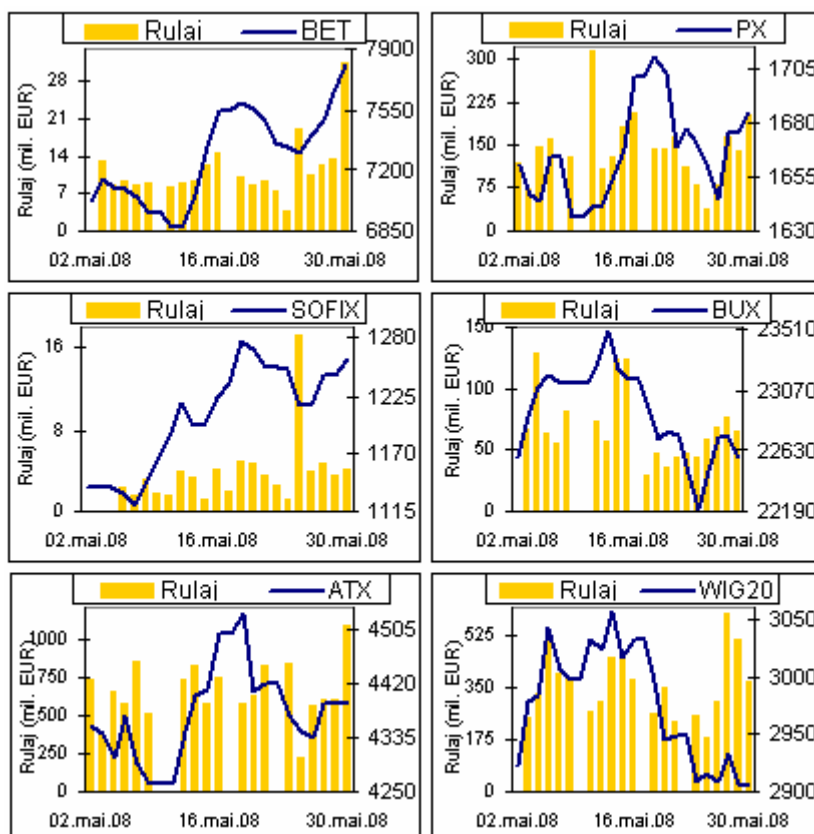 Rulaj BET
Rulaj (mil. EUR)
28
21
14
7
0
7900
7550
7200
6850
02.mai.08 16.mai.08 30.mai.08
Rulaj PX
Rulaj (mil. EUR)
300
225
150
75
0
1705
1680
1655
1630
02.mai.08 16.mai.08 30.mai.08
Rulaj SOFIX
Rulaj (mil. EUR)
16
8
0
1280
1225
1170
1115
02.mai.08 16.mai.08 30.mai.08
Rulaj BUX
Rulaj (mil. EUR)
150
100
50
0
23510
23070
22630
22190
02.mai.08 16.mai.08 30.mai.08
Rulaj ATX
Rulaj (mil. EUR)
1000
750
500
250
0
4505
4420
4335
4250
02.mai.08 16.mai.08 30.mai.08
Rulaj WIG20
Rulaj (mil. EUR)
525
350
175
0
3050
3000
2950
2900
02.mai.08 16.mai.08 30.mai.08